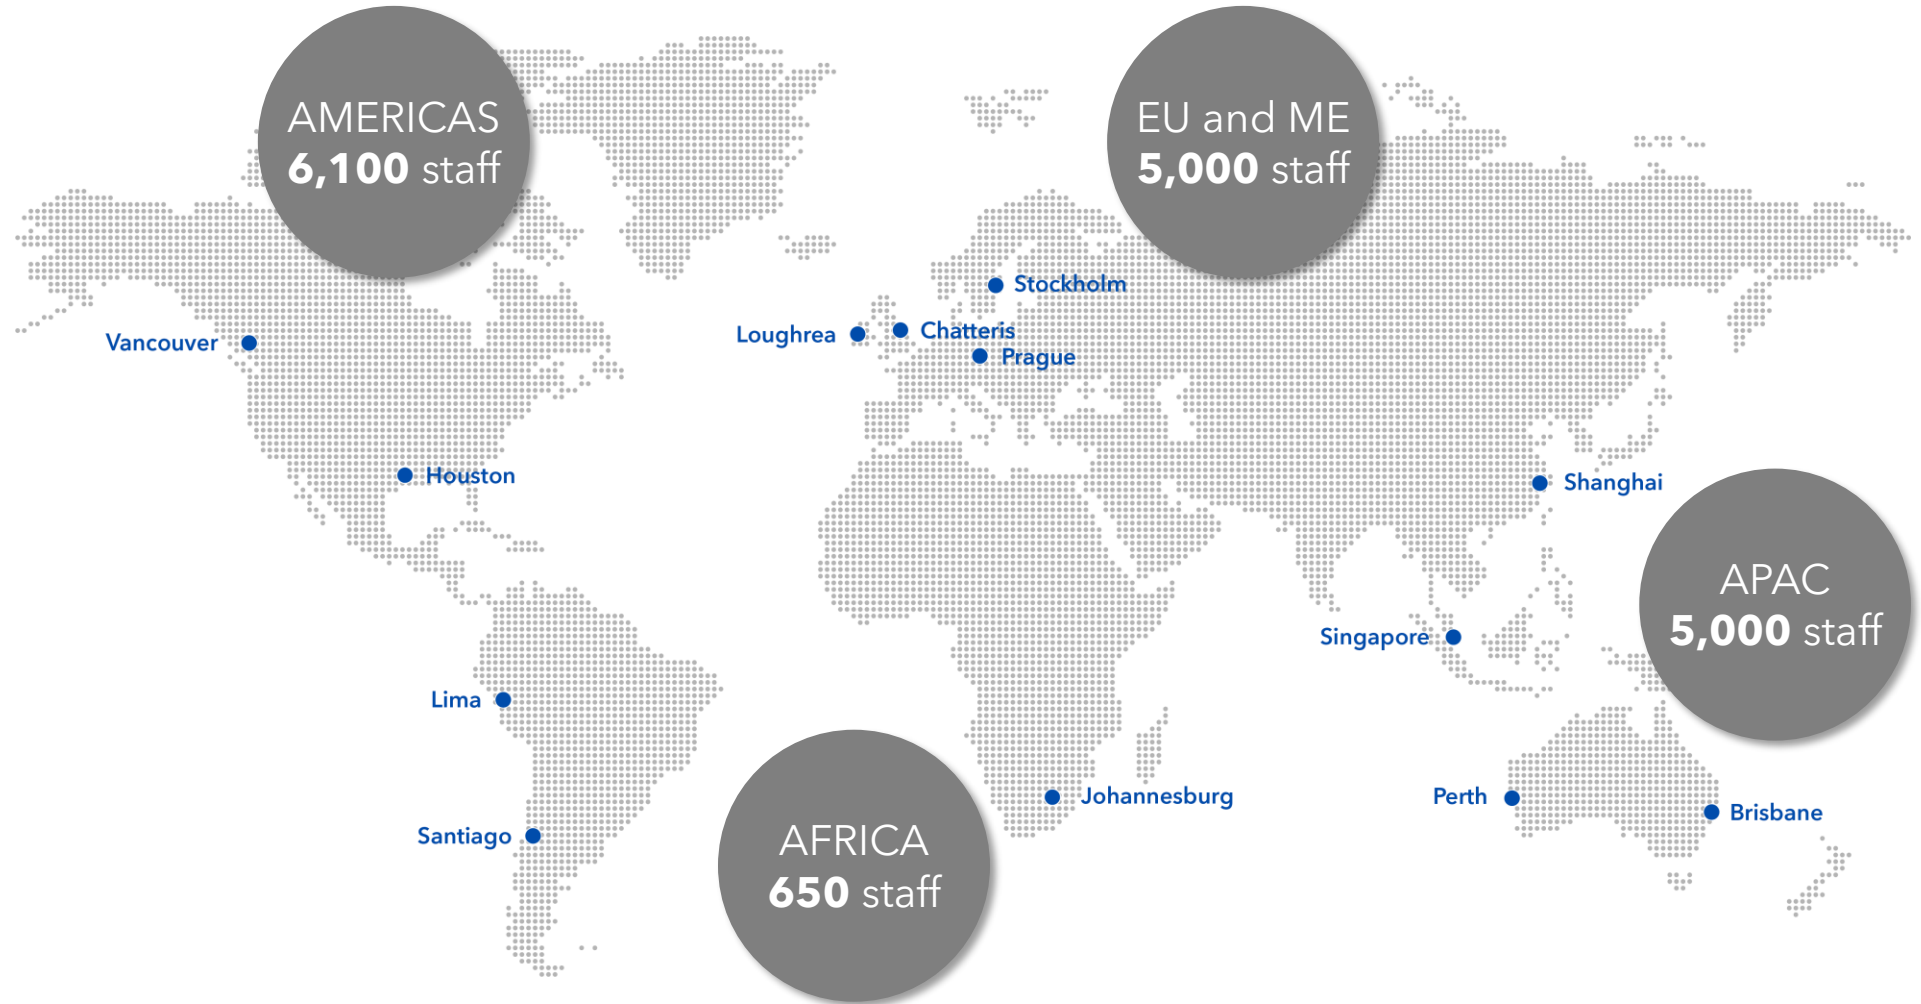 AMERICAS
6,100 staff
EU and ME
5,000 staff
Stockholm
Loughrea
Chatteris
Vancouver
Prague
Houston
Shanghai
APAC
5,000 staff
Singapore
Lima
Johannesburg
Perth
Brisbane
Santiago
AFRICA
650 staff